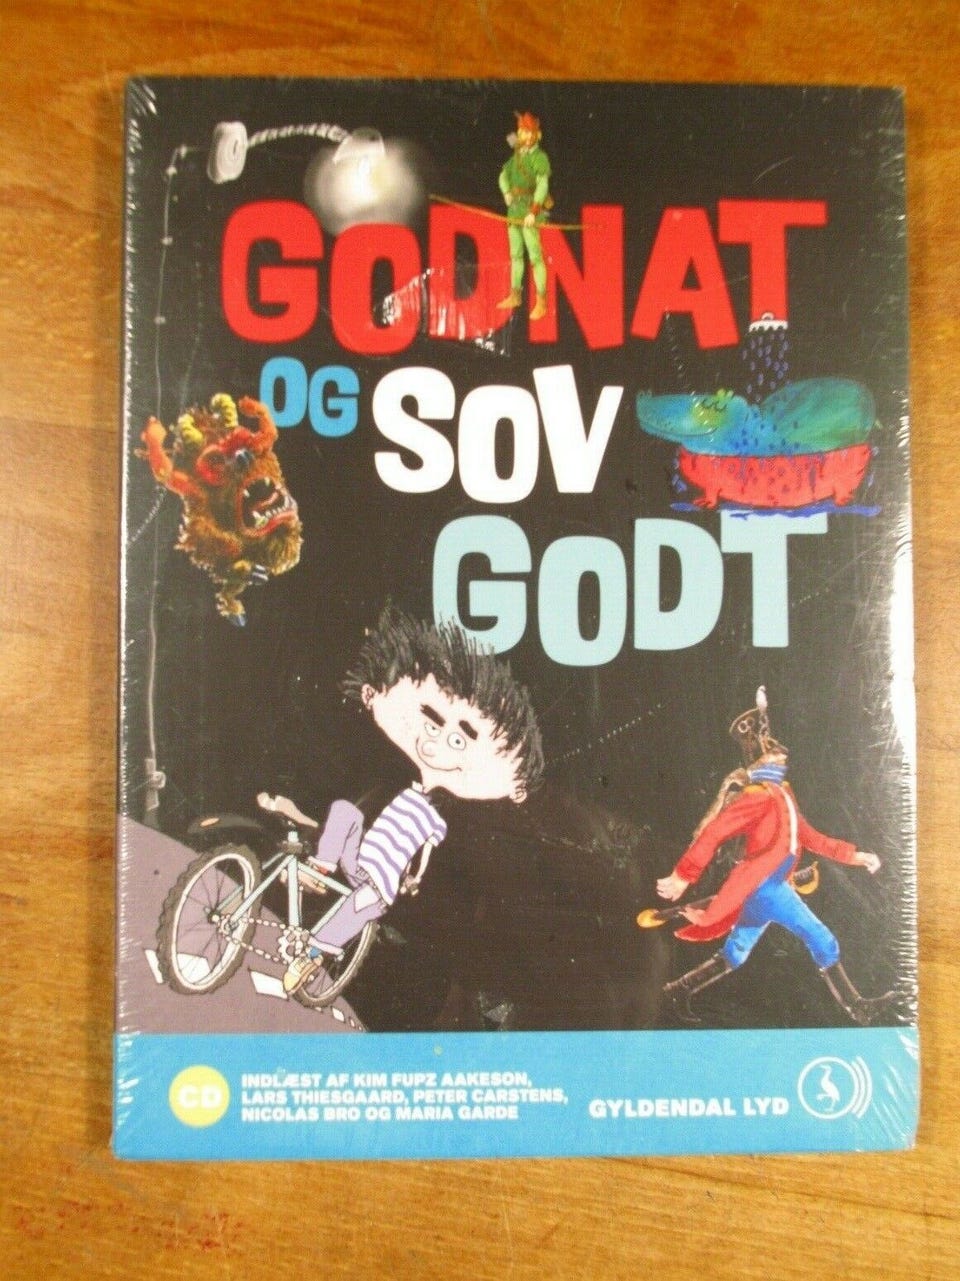 GODNAT
OG SOV
GODT
CD
INDLÆST AF KIM FUPZ AAKESON,
LARS THIESGAARD, PETER CARSTENS,
NICOLAS BRO OG MARIA GARDE
GYLDENDAL LYD